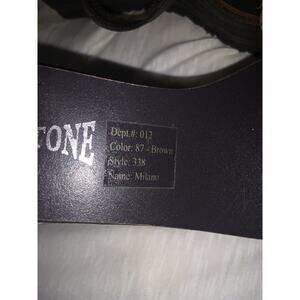 TONE
Dept.#: 012
Color: 87 - Brown
Style: 338
Name: Milano